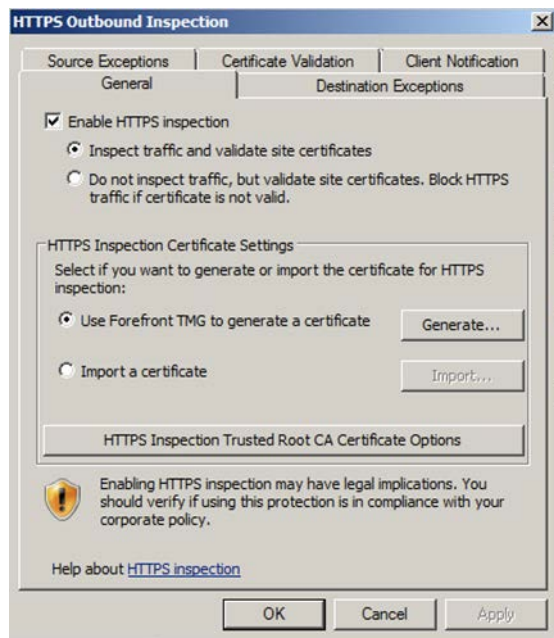 HTTPS Outbound Inspection
Source Exceptions
Certificate Validation
Client Notification
General
Destination Exceptions
Enable HTTPS inspection
Inspect traffic and validate site certificates
Do not inspect traffic, but validate site certificates. Block HTTPS
traffic if certificate is not valid.
HTTPS Inspection Certificate Settings
Select if you want to generate or import the certificate for HTTPS
inspection:
Use Forefront TMG to generate a certificate
Generate...
Import a certificate
Import...
HTTPS Inspection Trusted Root CA Certificate Options
Enabling HTTPS inspection may have legal implications. You
should verify if using this protection is in compliance with your
corporate policy.
Help about HTTPS inspection
OK
Cancel
Apply